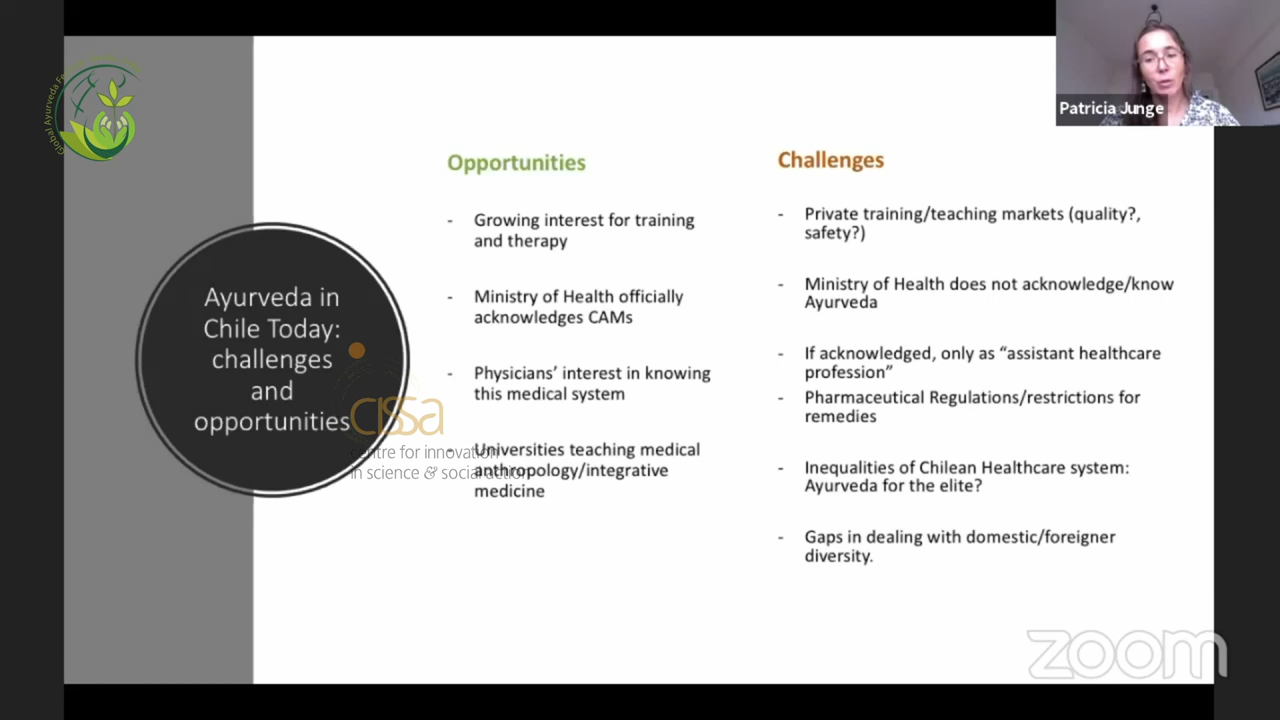 Global Ayurveda
Patricia Junge
Ayurveda in
Chile Today:
challenges
and
opportunities
Opportunities
- Growing interest for training
and therapy
- Ministry of Health officially
acknowledges CAMs
- Physicians’ interest in knowing
this medical system
- Universities teaching medical
anthropology/integrative
medicine
Challenges
- Private training/teaching markets (quality?,
safety?)
- Ministry of Health does not acknowledge/know
Ayurveda
- If acknowledged, only as “assistant healthcare
profession”
- Pharmaceutical Regulations/restrictions for
remedies
- Inequalities of Chilean Healthcare system:
Ayurveda for the elite?
- Gaps in dealing with domestic/foreigner
diversity.
cissa
centre for innovation
in science & social action
zoom